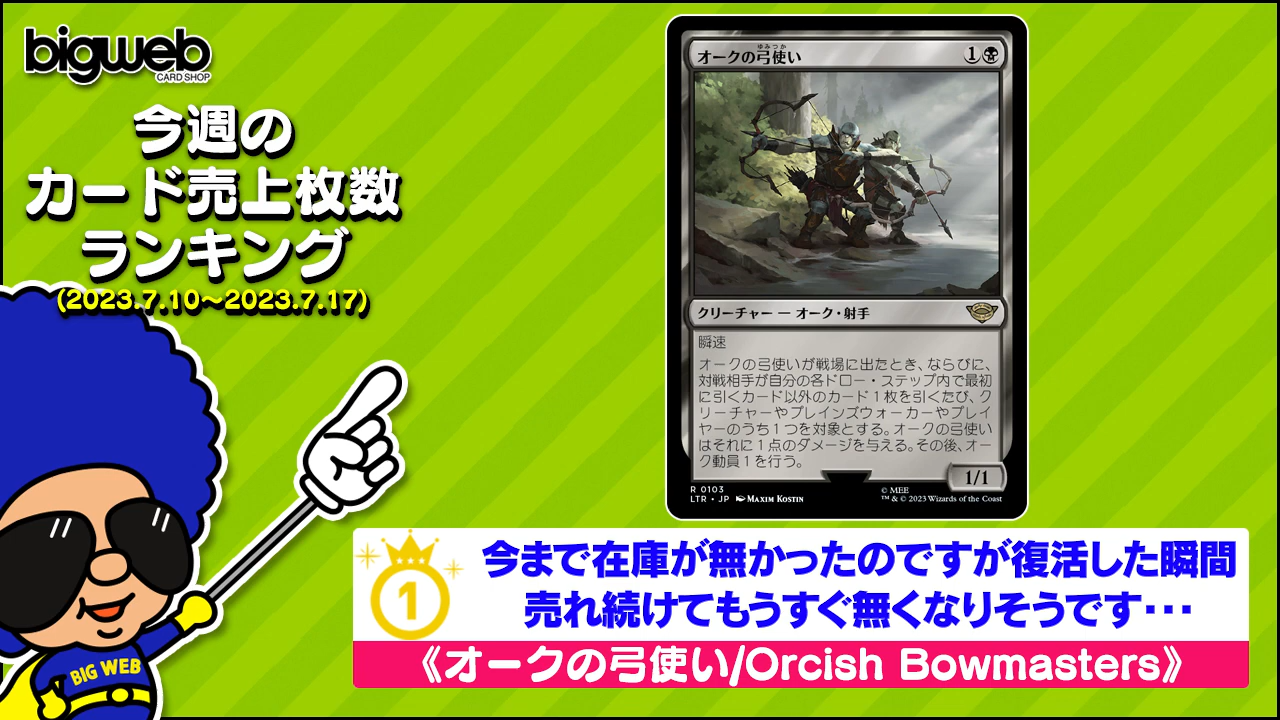 bigweb
CARD SHOP
今週の
カード売上枚数
ランキング
(2023.7.10～2023.7.17)
BIG WEB
ゆみつか
オークの弓使い
1
クリーチャー — オーク・射手
瞬速
オークの弓使いが戦場に出たとき、ならびに、
対戦相手が自分の各ドロー・ステップ内で最初
に引くカード以外のカード１枚を引くたび、ク
リーチャーやプレインズウォーカーやプレイ
ヤーのうち１つを対象とする。オークの弓使い
はそれに１点のダメージを与える。その後、オー
ク動員１を行う。
1/1
R 0103
LTR • JP MAXIM KOSTIN
© MEE
™ & © 2023 Wizards of the Coast
1
今まで在庫が無かったのですが復活した瞬間
売れ続けてもうすぐ無くなりそうです･･･
《オークの弓使い/Orcish Bowmasters》